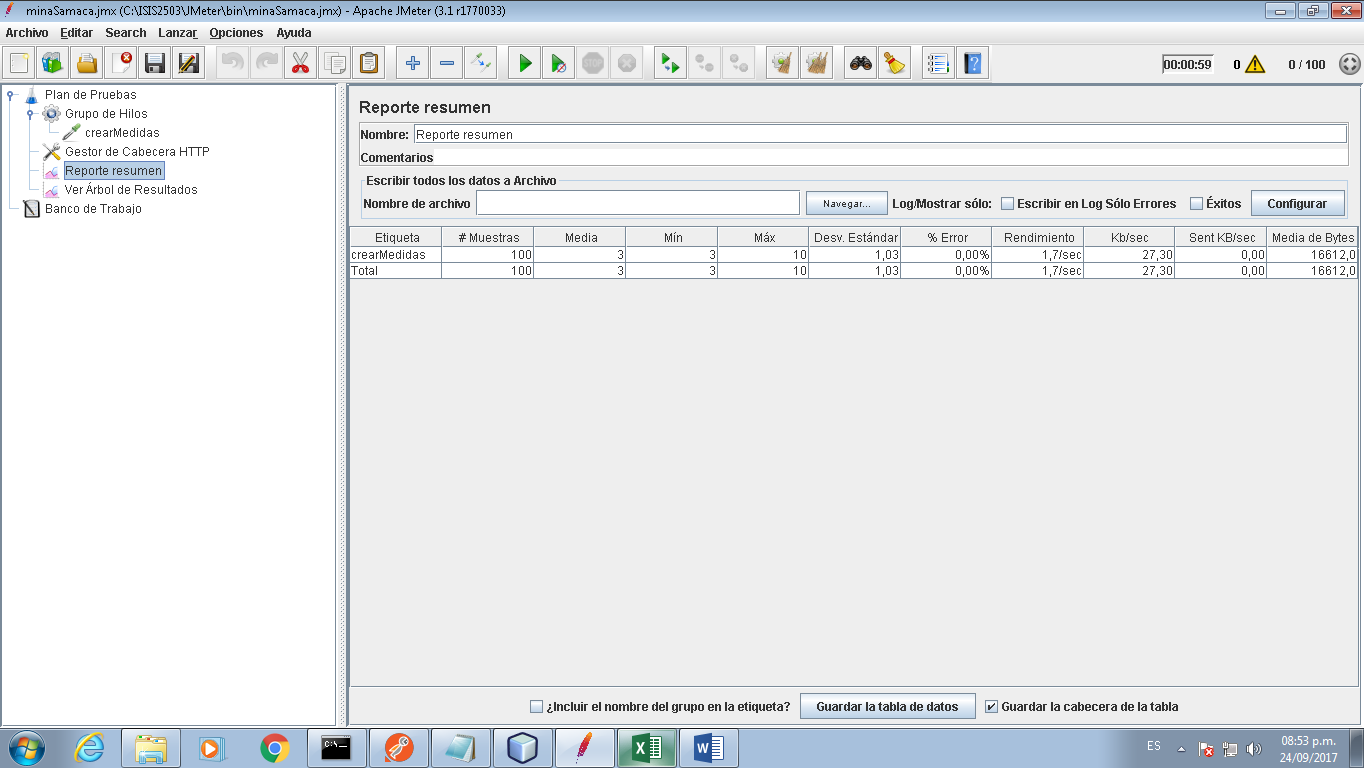 minaSamaca.jmx (C:\ISIS2503\JMeter\bin\minaSamaca.jmx) - Apache JMeter (3.1 r1770033)
Archivo Editar Search Lanzar Opciones Ayuda
00:00:59 0 0 / 100
Plan de Pruebas
Grupo de Hilos
crearMedidas
Gestor de Cabecera HTTP
Reporte resumen
Ver Árbol de Resultados
Banco de Trabajo
Reporte resumen
Nombre: Reporte resumen
Comentarios
Escribir todos los datos a Archivo
Nombre de archivo Navegar... Log/Mostrar sólo: Escribir en Log Sólo Errores Éxitos Configurar
Etiqueta # Muestras Media Mín Máx Desv. Estándar % Error Rendimiento Kb/sec Sent KB/sec Media de Bytes
crearMedidas 100 3 3 10 1,03 0,00% 1,7/sec 27,30 0,00 16612,0
Total 100 3 3 10 1,03 0,00% 1,7/sec 27,30 0,00 16612,0
¿Incluir el nombre del grupo en la etiqueta? Guardar la tabla de datos Guardar la cabecera de la tabla
ES 08:53 p.m.
24/09/2017